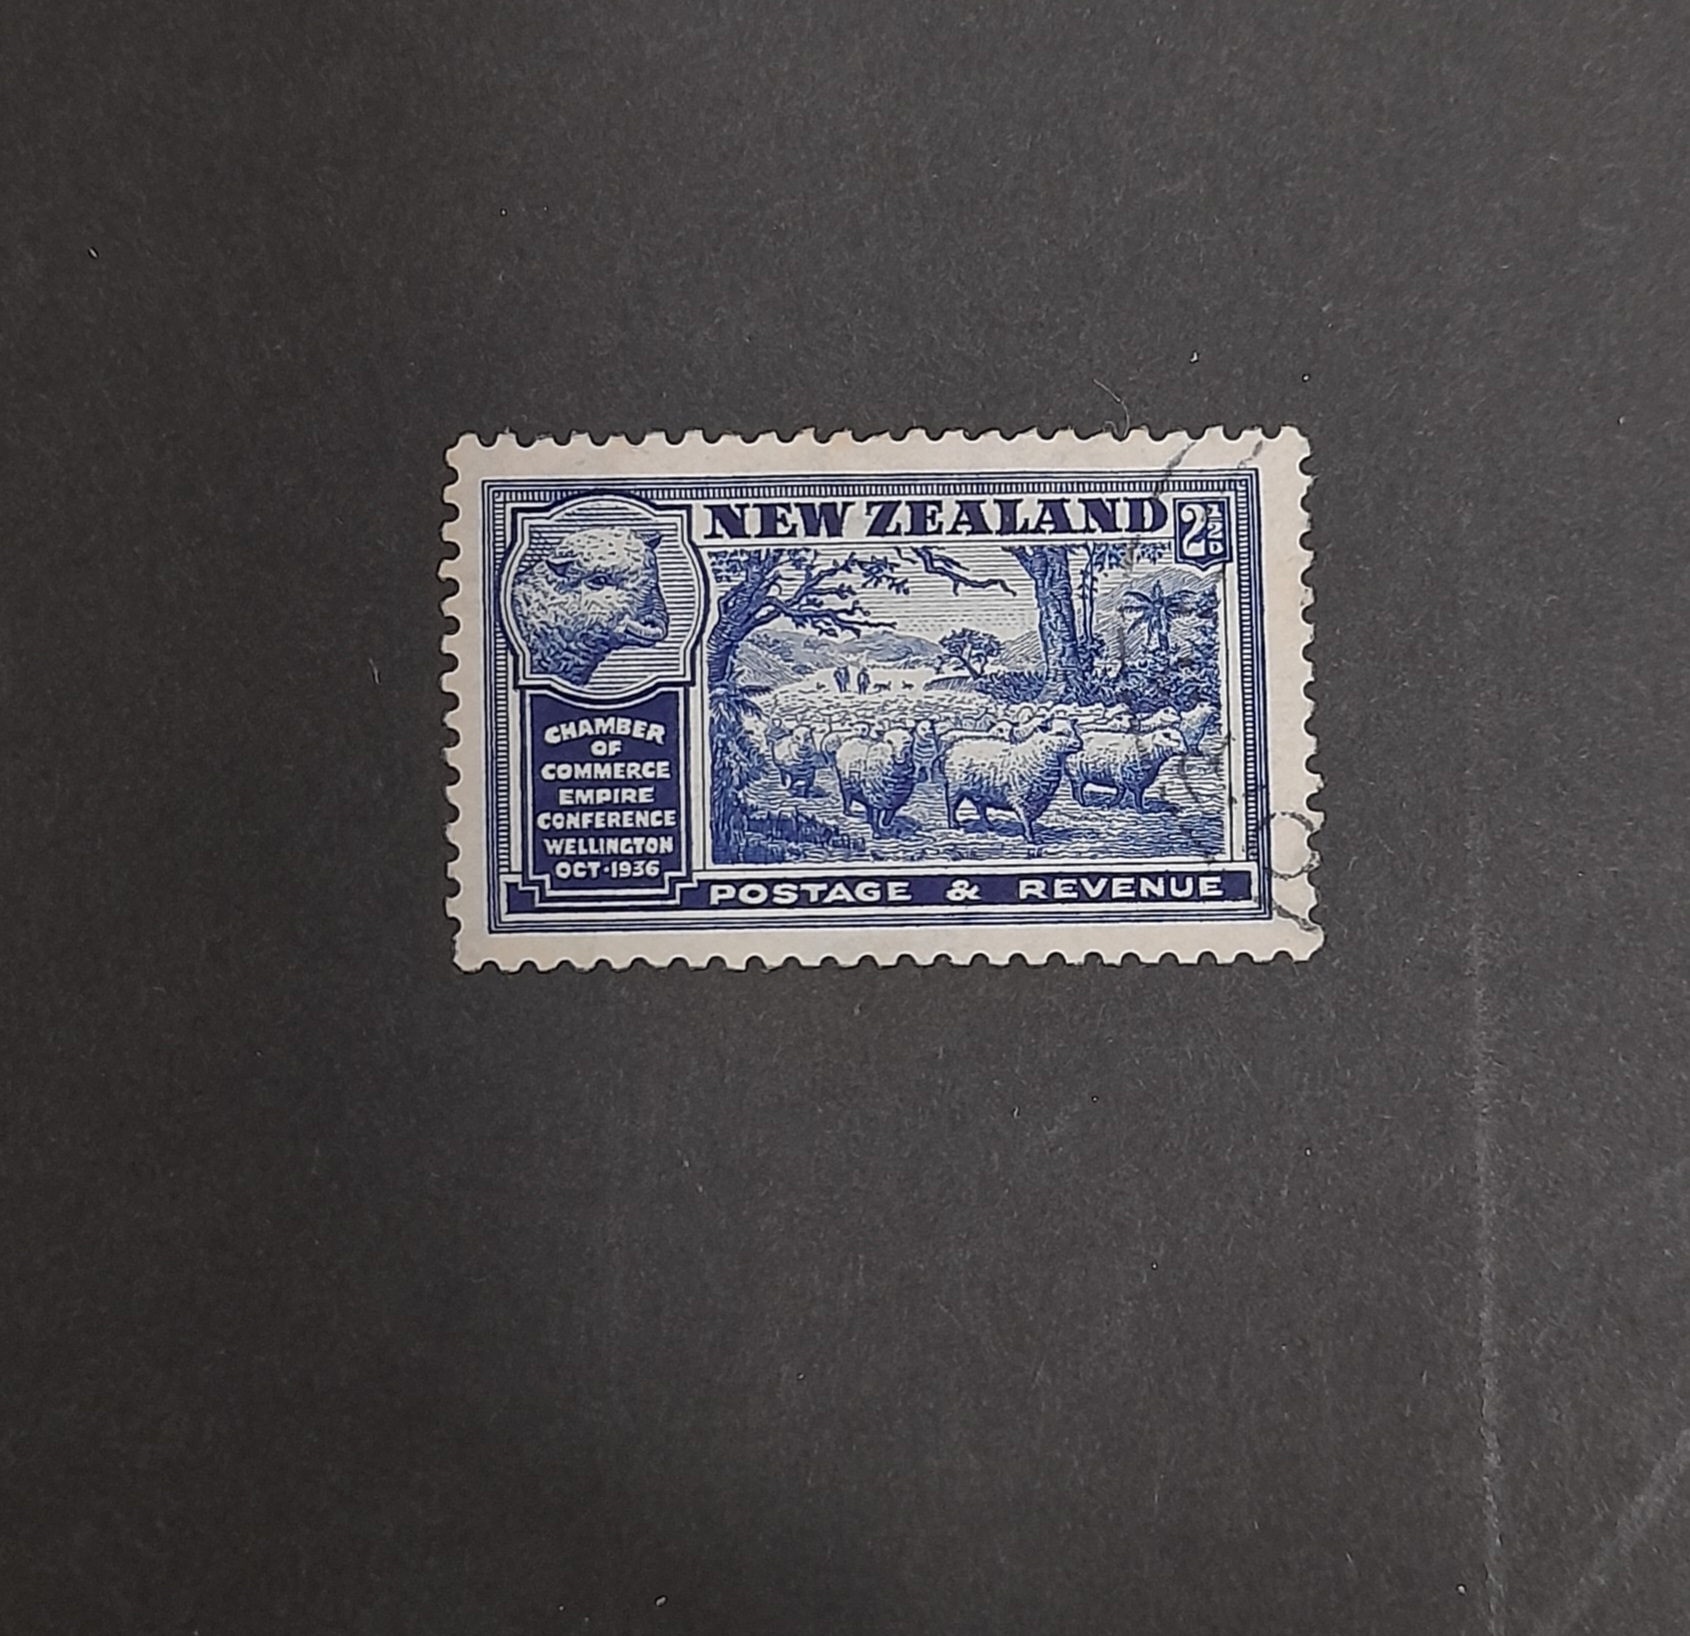 NEW ZEALAND
2½D
CHAMBER
OF
COMMERCE
EMPIRE
CONFERENCE
WELLINGTON
OCT·1936
POSTAGE & REVENUE